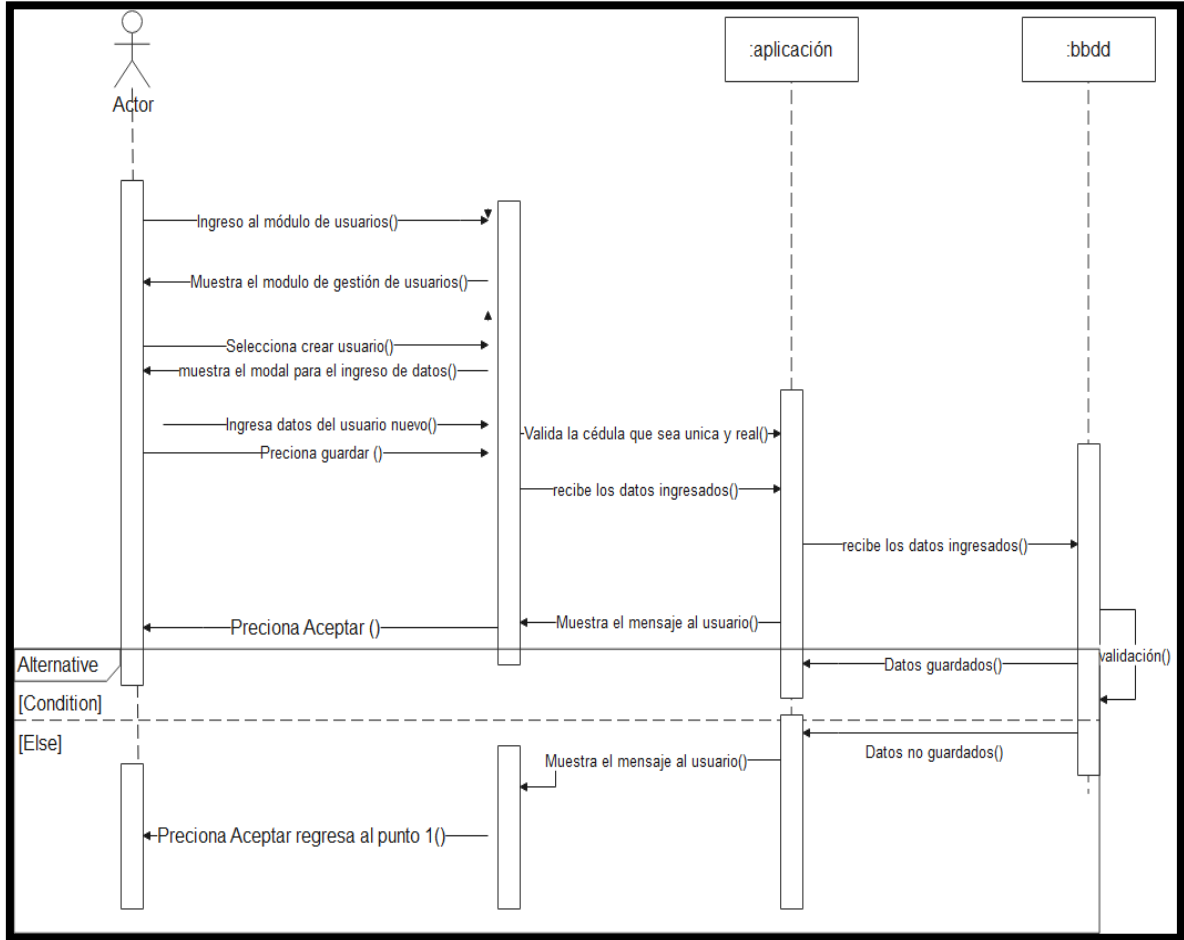 :aplicación
:bbdd
Actor
Ingreso al módulo de usuarios()
Muestra el modulo de gestión de usuarios()
Selecciona crear usuario()
muestra el modal para el ingreso de datos()
Ingresa datos del usuario nuevo()
Valida la cédula que sea unica y real()
Preciona guardar ()
recibe los datos ingresados()
recibe los datos ingresados()
Muestra el mensaje al usuario()
Preciona Aceptar ()
validación()
Alternative
Datos guardados()
[Condition]
[Else]
Datos no guardados()
Muestra el mensaje al usuario()
Preciona Aceptar regresa al punto 1()